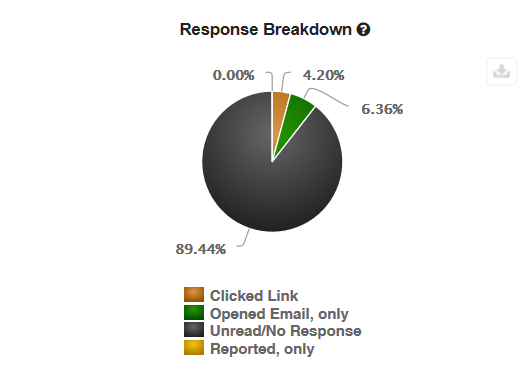 Response Breakdown ?
0.00%
4.20%
6.36%
89.44%
Clicked Link
Opened Email, only
Unread/No Response
Reported, only